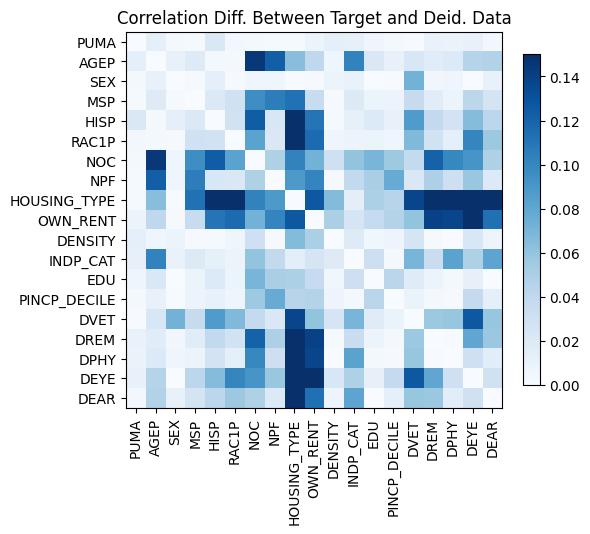 Correlation Diff. Between Target and Deid. Data
PUMA
AGEP
SEX
MSP
HISP
RAC1P
NOC
NPF
HOUSING_TYPE
OWN_RENT
DENSITY
INDP_CAT
EDU
PINCP_DECILE
DVET
DREM
DPHY
DEYE
DEAR
PUMA
AGEP
SEX
MSP
HISP
RAC1P
NOC
NPF
HOUSING_TYPE
OWN_RENT
DENSITY
INDP_CAT
EDU
PINCP_DECILE
DVET
DREM
DPHY
DEYE
DEAR
0.14
0.12
0.10
0.08
0.06
0.04
0.02
0.00